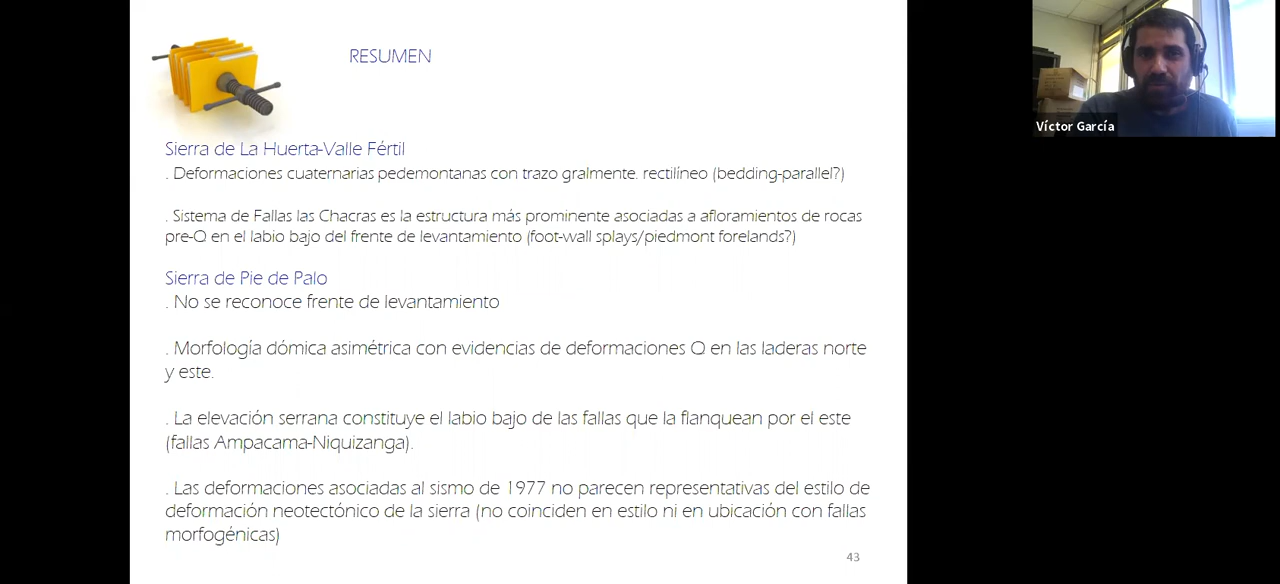 RESUMEN
Víctor García
Sierra de La Huerta-Valle Fértil
. Deformaciones cuaternarias pedemontanas con trazo gralmente. rectilíneo (bedding-parallel?)
. Sistema de Fallas las Chacras es la estructura más prominente asociadas a afloramientos de rocas
pre-Q en el labio bajo del frente de levantamiento (foot-wall splays/piedmont forelands?)
Sierra de Pie de Palo
. No se reconoce frente de levantamiento
. Morfología dómica asimétrica con evidencias de deformaciones Q en las laderas norte
y este.
. La elevación serrana constituye el labio bajo de las fallas que la flanquean por el este
(fallas Ampacama-Niquizanga).
. Las deformaciones asociadas al sismo de 1977 no parecen representativas del estilo de
deformación neotectónico de la sierra (no coinciden en estilo ni en ubicación con fallas
morfogénicas)
43